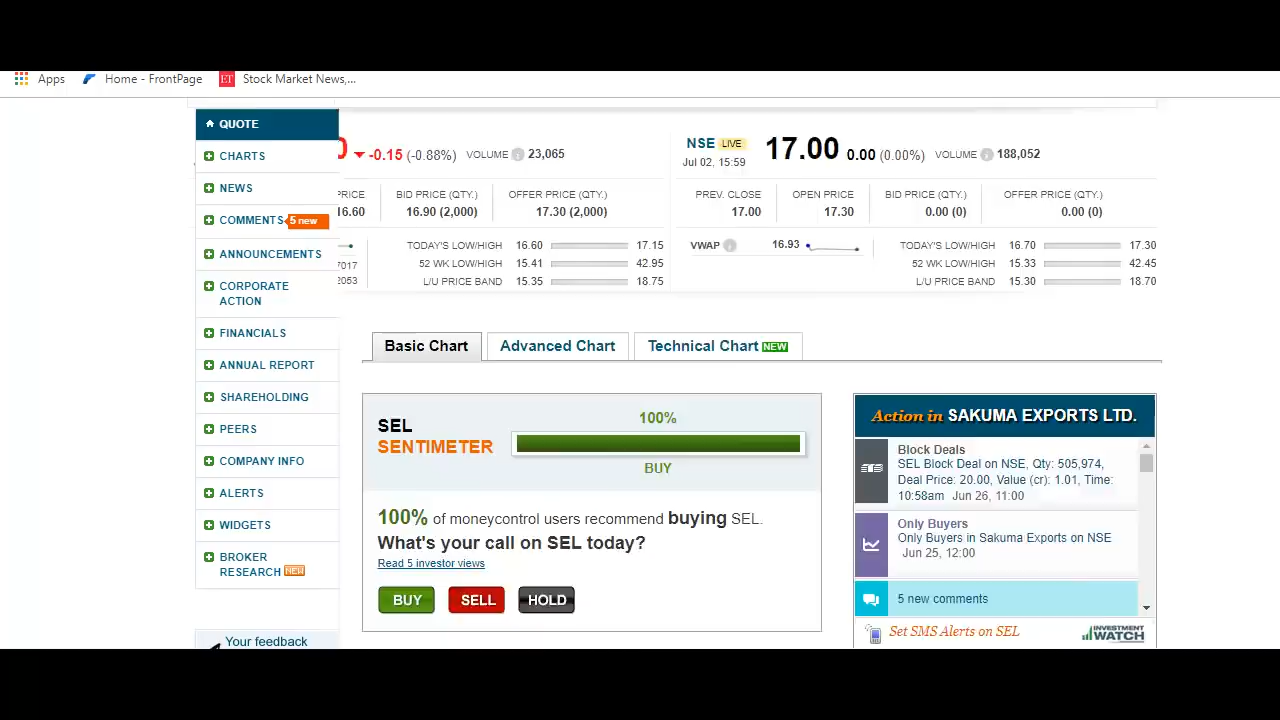 Apps Home - FrontPage ET Stock Market News,...
QUOTE
CHARTS
NEWS
COMMENTS 5 new
ANNOUNCEMENTS
CORPORATE
ACTION
FINANCIALS
ANNUAL REPORT
SHAREHOLDING
PEERS
COMPANY INFO
ALERTS
WIDGETS
BROKER
RESEARCH NEW
Your feedback
-0.15 (-0.88%) VOLUME 23,065
BID PRICE (QTY.) OFFER PRICE (QTY.)
16.60 16.90 (2,000) 17.30 (2,000)
TODAY'S LOW/HIGH 16.60 17.15
2017 52 WK LOW/HIGH 15.41 42.95
2053 L/U PRICE BAND 15.35 18.75
NSE LIVE 17.00 0.00 (0.00%) VOLUME 188,052
Jul 02, 15:59
PREV. CLOSE OPEN PRICE BID PRICE (QTY.) OFFER PRICE (QTY.)
17.00 17.30 0.00 (0) 0.00 (0)
VWAP 16.93 TODAY'S LOW/HIGH 16.70 17.30
52 WK LOW/HIGH 15.33 42.45
L/U PRICE BAND 15.30 18.70
Basic Chart Advanced Chart Technical Chart NEW
SEL
SENTIMETER
100%
BUY
100% of moneycontrol users recommend buying SEL.
What's your call on SEL today?
Read 5 investor views
BUY SELL HOLD
Action in SAKUMA EXPORTS LTD.
Block Deals
SEL Block Deal on NSE, Qty: 505,974,
Deal Price: 20.00, Value (cr): 1.01, Time:
10:58am Jun 26, 11:00
Only Buyers
Only Buyers in Sakuma Exports on NSE
Jun 25, 12:00
5 new comments
Set SMS Alerts on SEL INVESTMENT
WATCH